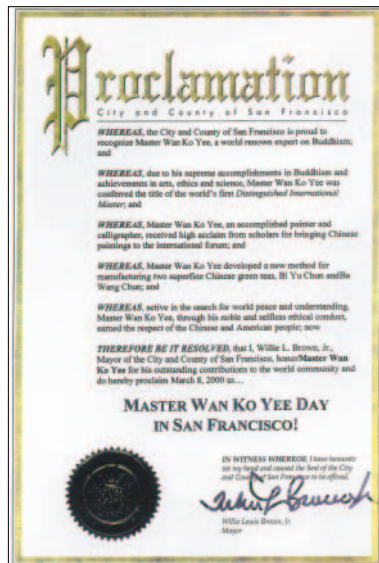 Proclamation
City and County of San Francisco
WHEREAS, the City and County of San Francisco is proud to
recognize Master Wan Ko Yee, a world renown expert on Buddhism;
and
WHEREAS, due to his supreme accomplishments in Buddhism and
achievements in arts, ethics and science, Master Wan Ko Yee was
conferred the title of the world's first Distinguished International
Master; and
WHEREAS, Master Wan Ko Yee, an accomplished painter and
calligrapher, received high acclaim from scholars for bringing Chinese
paintings to the international forum; and
WHEREAS, Master Wan Ko Yee developed a new method for
manufacturing two superfine Chinese green teas, Bi Yu Chun andBa
Wang Chun; and
WHEREAS, active in the search for world peace and understanding,
Master Wan Ko Yee, through his noble and selfless ethical conduct,
earned the respect of the Chinese and American people; now
THEREFORE BE IT RESOLVED, that I, Willie L. Brown, Jr.,
Mayor of the City and County of San Francisco, honorMaster Wan
Ko Yee for his outstanding contributions to the world community and
do hereby proclaim March 8, 2000 as…
MASTER WAN KO YEE DAY
IN SAN FRANCISCO!
IN WITNESS WHEREOF, I have hereunto
set my hand and caused the Seal of the City
and County of San Francisco to be affixed.
Willie Lewis Brown, Jr.
Mayor